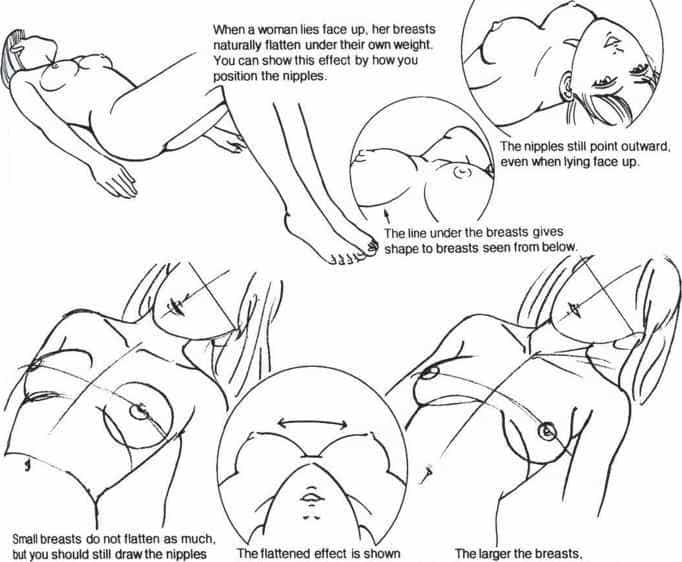 When a woman lies face up, her breasts
naturally flatten under their own weight.
You can show this effect by how you
position the nipples.
The nipples still point outward,
even when lying face up.
The line under the breasts gives
shape to breasts seen from below.
Small breasts do not flatten as much,
but you should still draw the nipples
The flattened effect is shown
The larger the breasts,